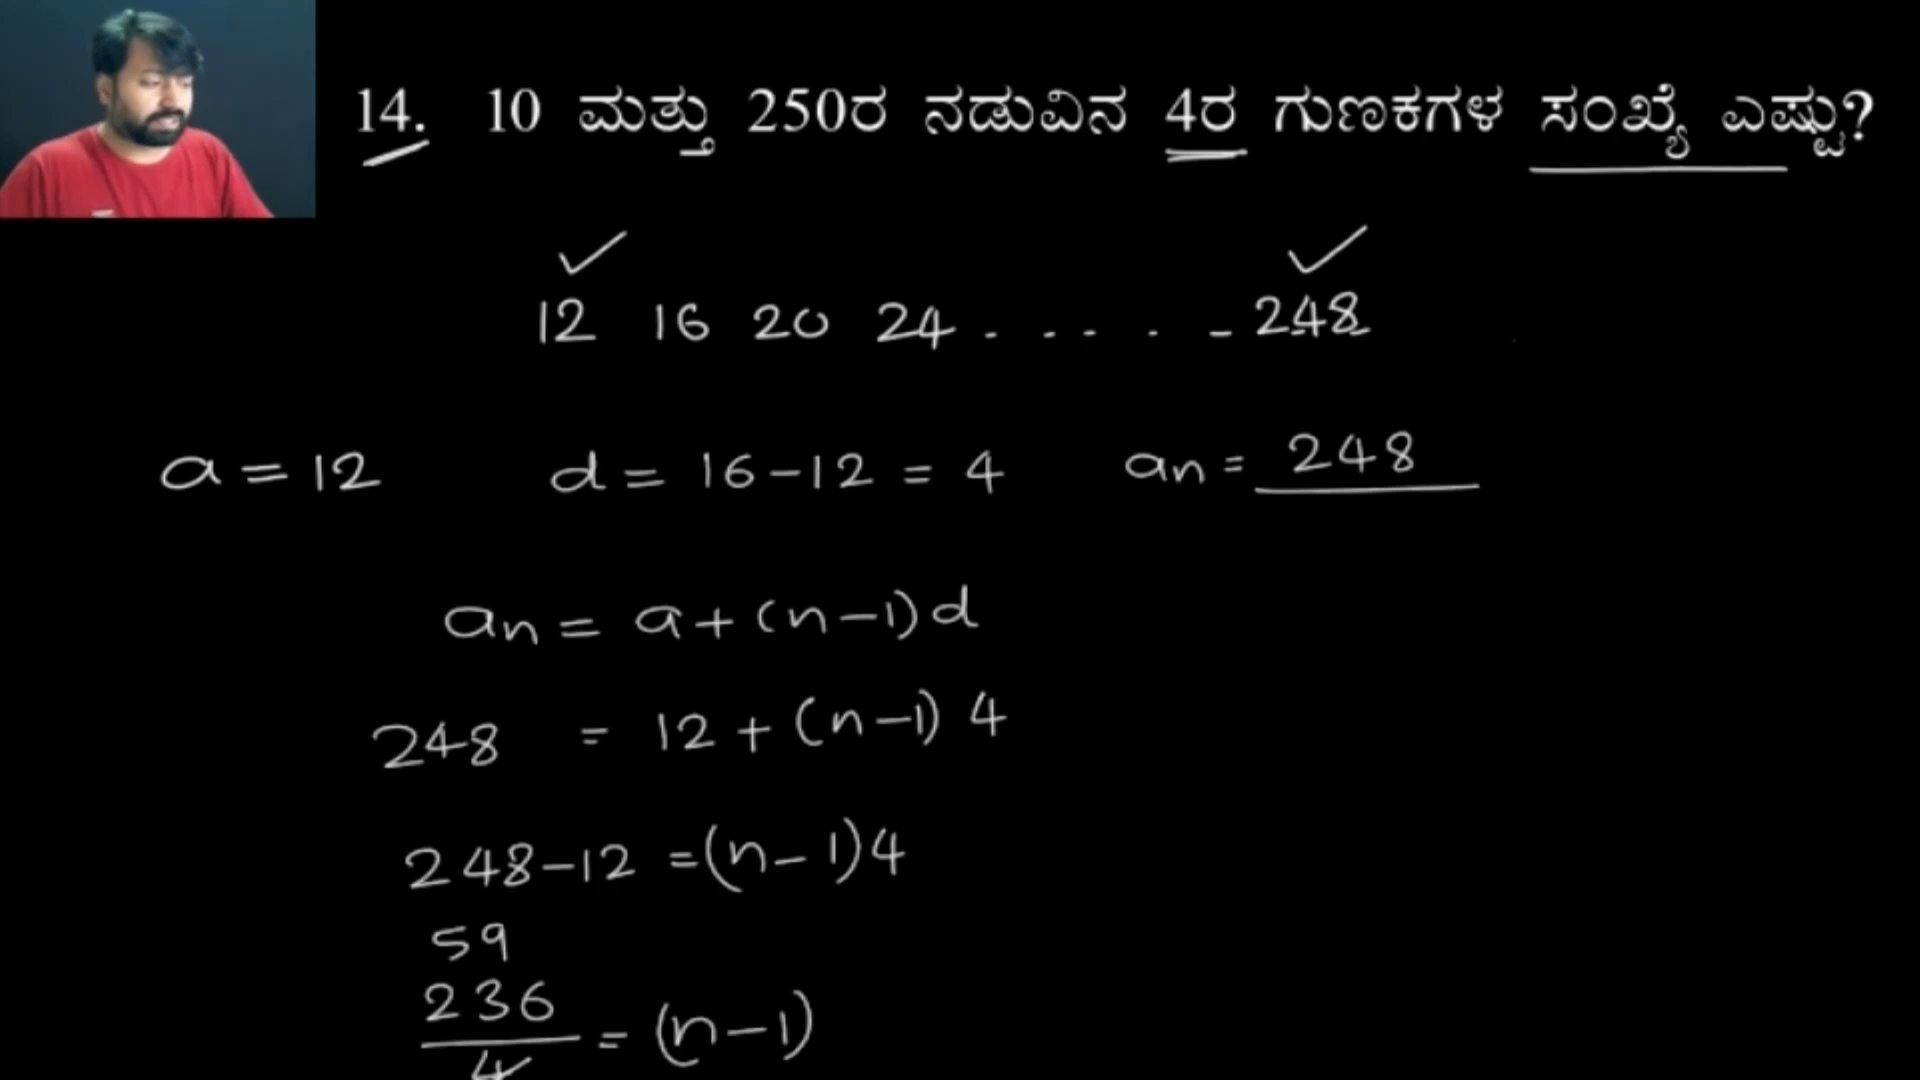 14. 10 ಮತ್ತು 250ರ ನಡುವಿನ 4ರ ಗುಣಕಗಳ ಸಂಖ್ಯೆ ಎಷ್ಟು?
12 16 20 24 - . . . - 248
a = 12 d = 16-12 = 4 an = 248
an = a + (n-1) d
248 = 12 + (n-1) 4
248-12 = (n-1)4
59
236
4 = (n-1)